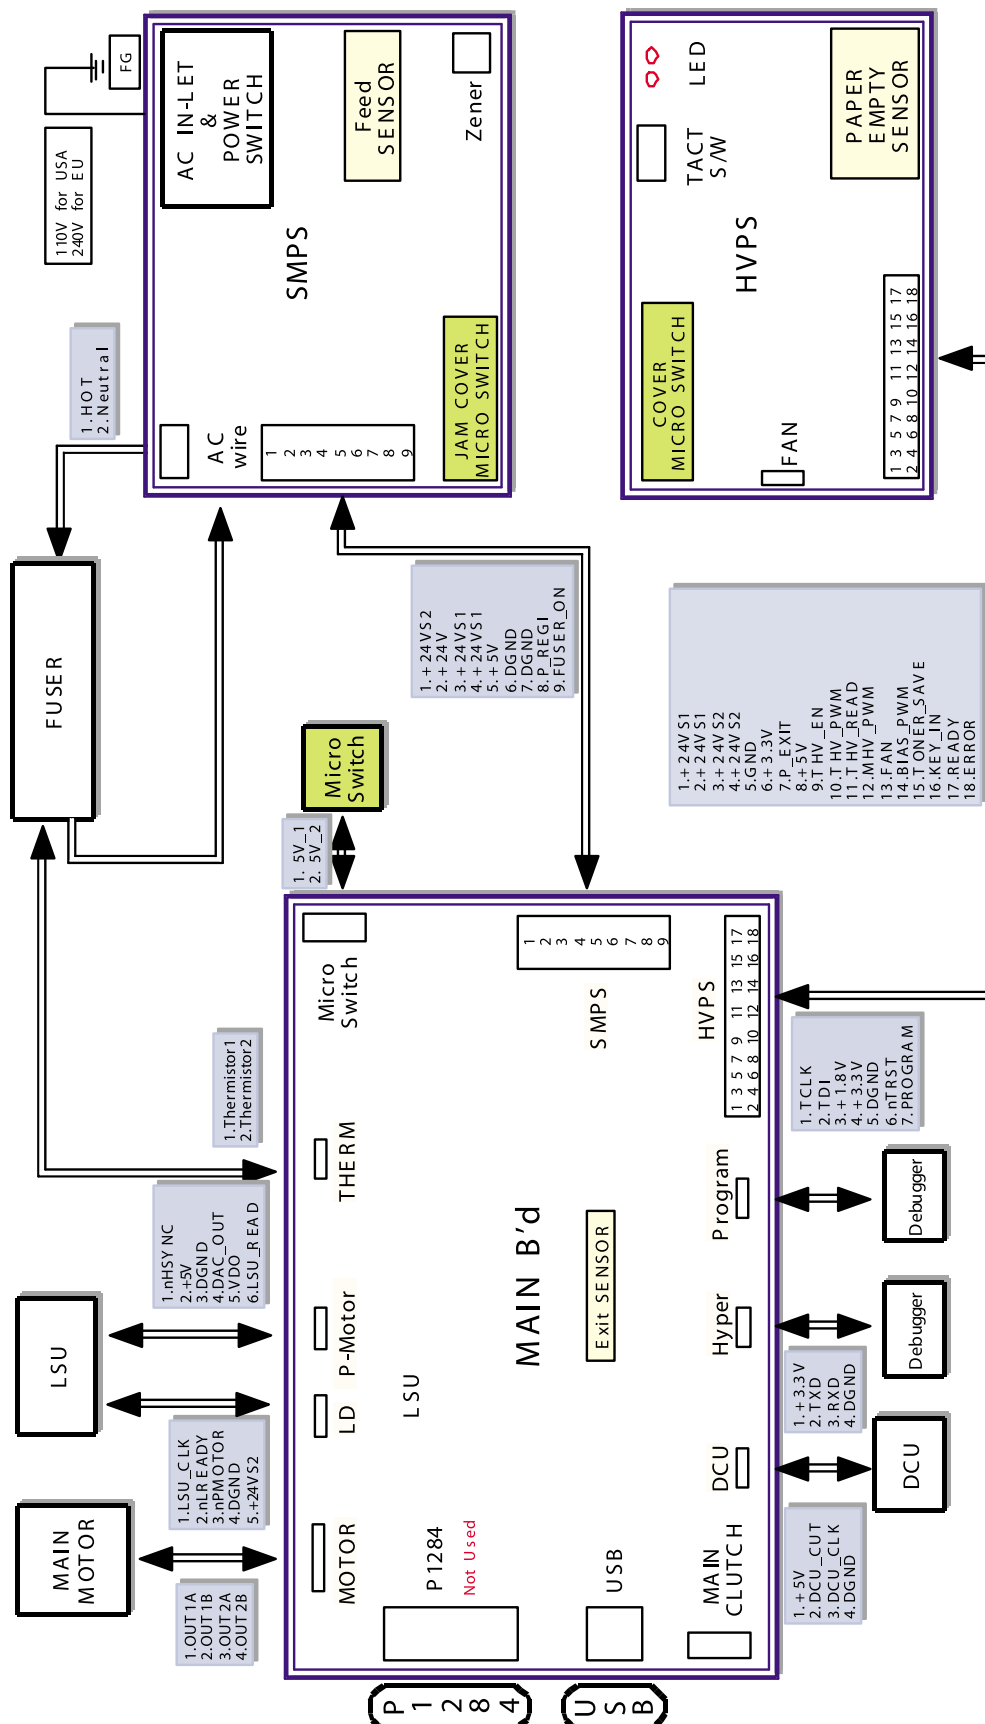 FG
110V for USA
240V for EU
AC IN-LET
&
POWER
SWITCH
Feed
SENSOR
Zener
SMPS
1.HOT
2.Neutral
AC
wire
1
2
3
4
5
6
7
8
9
JAM COVER
MICRO SWITCH
LED
TACT
S/W
PAPER
EMPTY
SENSOR
HVPS
COVER
MICRO SWITCH
FAN
1 3 5 7 9 11 13 15 17
2 4 6 8 10 12 14 16 18
FUSER
1.+24VS2
2.+24V
3.+24VS1
4.+24VS1
5.+5V
6.DGND
7.DGND
8.P_REGI
9.FUSER_ON
1.+24VS1
2.+24VS1
3.+24VS2
4.+24VS2
5.GND
6.+3.3V
7.P_EXIT
8.+5V
9.THV_EN
10.THV_PWM
11.THV_READ
12.MHV_PWM
13.FAN
14.BIAS_PWM
15.TONER_SAVE
16.KEY_IN
17.READY
18.ERROR
Micro
Switch
1. 5V_1
2. 5V_2
Micro
Switch
1
2
3
4
5
6
7
8
9
SMPS
HVPS
1 3 5 7 9 11 13 15 17
2 4 6 8 10 12 14 16 18
1.Thermistor1
2.Thermistor2
THERM
1.nHSYNC
2.+5V
3.DGND
4.DAC_OUT
5.VDO
6.LSU_READ
LSU
P-Motor
LD
LSU
1.LSU_CLK
2.nLREADY
3.nPMOTOR
4.DGND
5.+24VS2
MAIN
MOTOR
1.OUT1A
2.OUT1B
3.OUT2A
4.OUT2B
MOTOR
MAIN B'd
Exit SENSOR
P1284
Not Used
USB
P1284
USB
MAIN
CLUTCH
DCU
Hyper
Program
1.TCLK
2.TDI
3.+1.8V
4.+3.3V
5.DGND
6.nTRST
7.PROGRAM
Debugger
Debugger
1.+3.3V
2.TXD
3.RXD
4.DGND
DCU
1.+5V
2.DCU_CUT
3.DCU_CLK
4.DGND